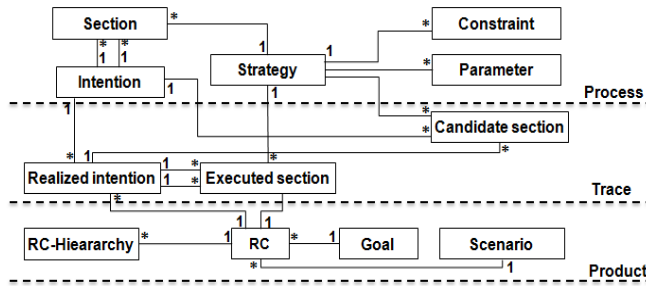 Section
*
*
Constraint
*
*
1
1
1
1
Strategy
*
Parameter
Intention
1
1
1
Process
*
Candidate section
*
1
*
*
*
Realized intention
1
*
Executed section
1
*
*
Trace
1
1
RC-Hieararchy
*
1
RC
*
1
Goal
Scenario
*
1
Product